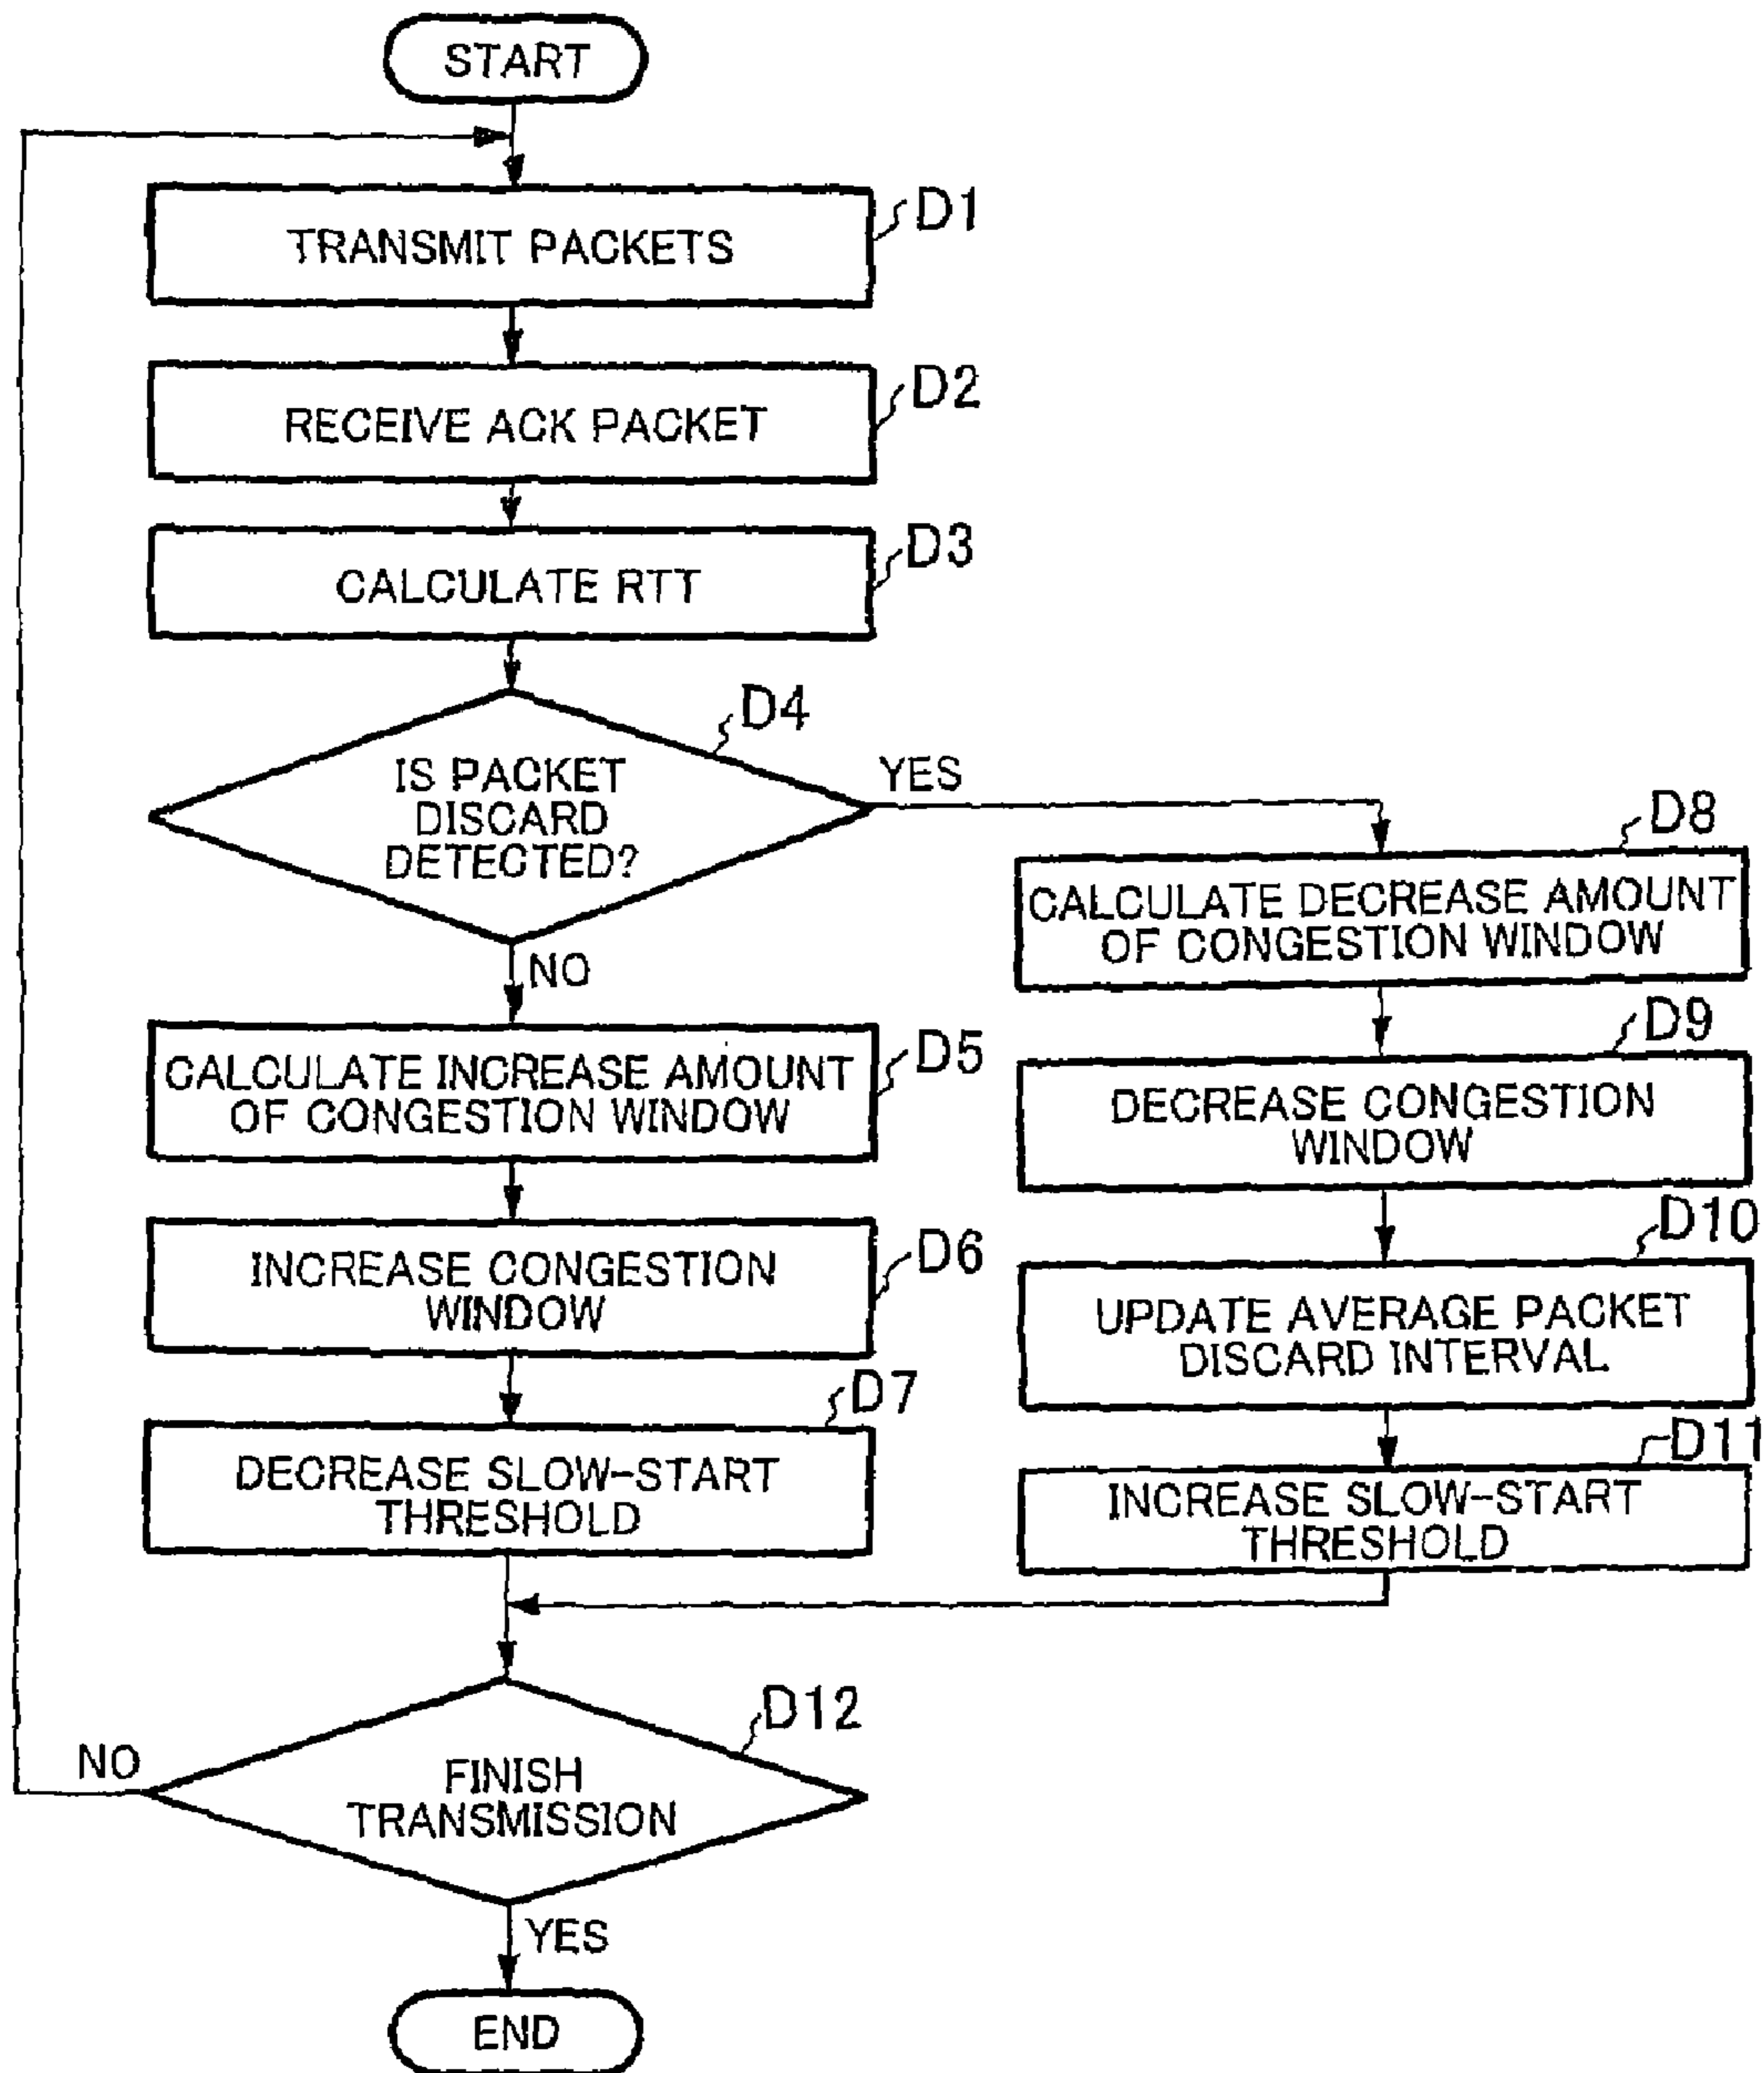 START
TRANSMIT PACKETS
D1
RECEIVE ACK PACKET
D2
CALCULATE RTT
D3
IS PACKET
DISCARD
DETECTED?
D4
YES
NO
CALCULATE INCREASE AMOUNT
OF CONGESTION WINDOW
D5
INCREASE CONGESTION
WINDOW
D6
DECREASE SLOW-START
THRESHOLD
D7
CALCULATE DECREASE AMOUNT
OF CONGESTION WINDOW
D8
DECREASE CONGESTION
WINDOW
D9
UPDATE AVERAGE PACKET
DISCARD INTERVAL
D10
INCREASE SLOW-START
THRESHOLD
D11
FINISH
TRANSMISSION
D12
NO
YES
END